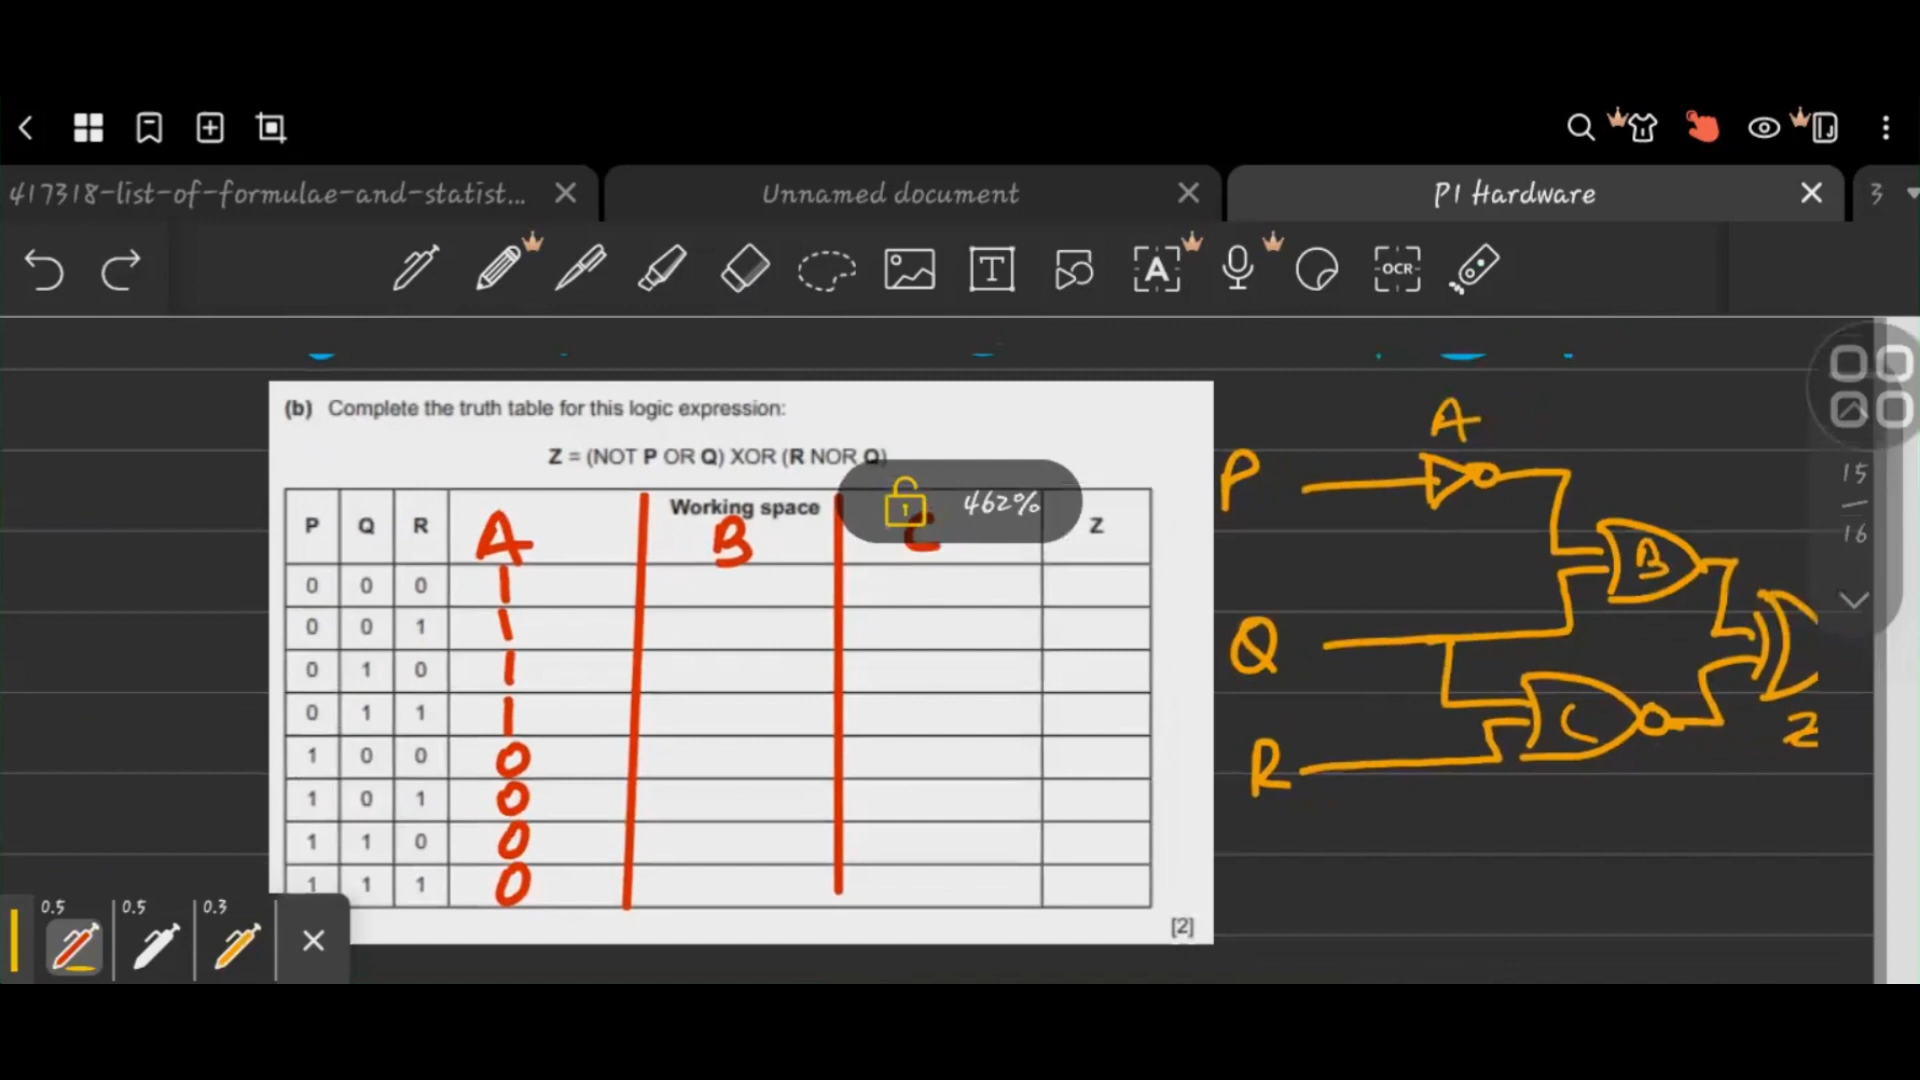 417318-list-of-formulae-and-statist...
Unnamed document
P1 Hardware
3
T
A
OCR
(b) Complete the truth table for this logic expression:
Z = (NOT P OR Q) XOR (R NOR Q)
462%
P Q R Working space Z
A B C
0 0 0 1
0 0 1 1
0 1 0 1
0 1 1 1
1 0 0 0
1 0 1 0
1 1 0 0
1 1 1 0
[2]
A
P
B
Q
C
Z
R
15
16
0.5 0.5 0.3